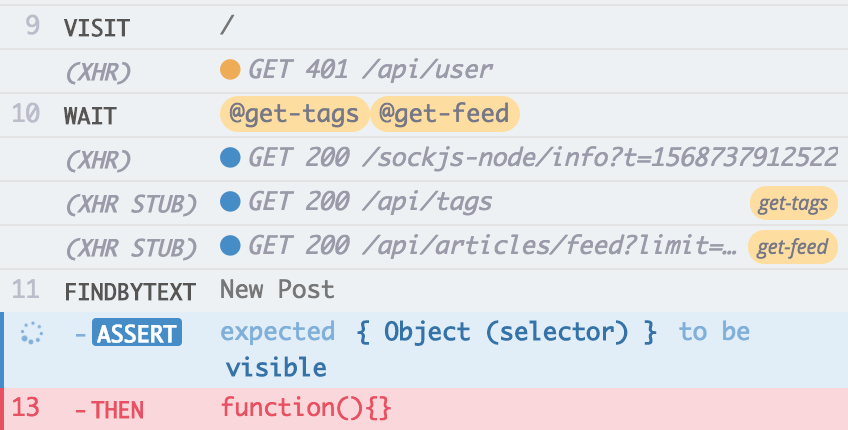 9 VISIT /
(XHR) GET 401 /api/user
10 WAIT @get-tags @get-feed
(XHR) GET 200 /sockjs-node/info?t=1568737912522
(XHR STUB) GET 200 /api/tags get-tags
(XHR STUB) GET 200 /api/articles/feed?limit=… get-feed
11 FINDBYTEXT New Post
-ASSERT expected { Object (selector) } to be
visible
13 -THEN function(){}